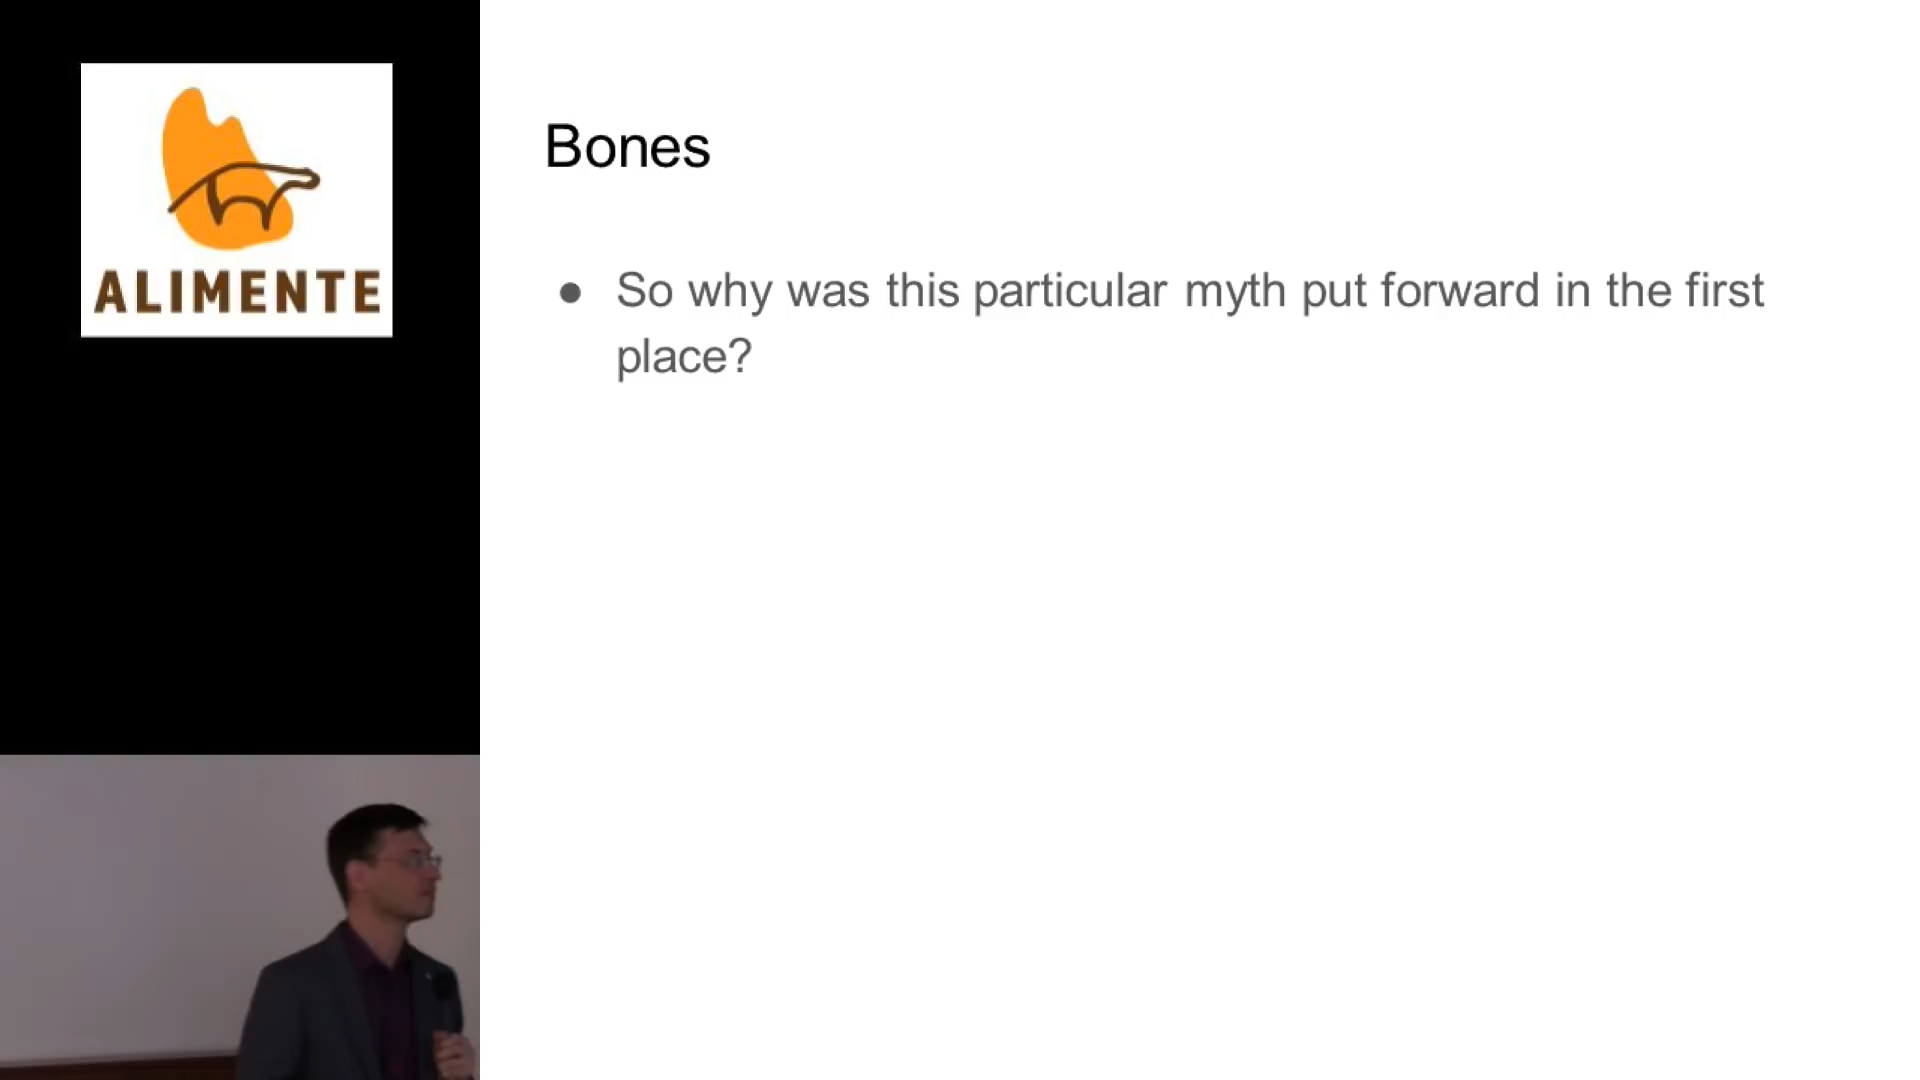 ALIMENTE
Bones
● So why was this particular myth put forward in the first
place?